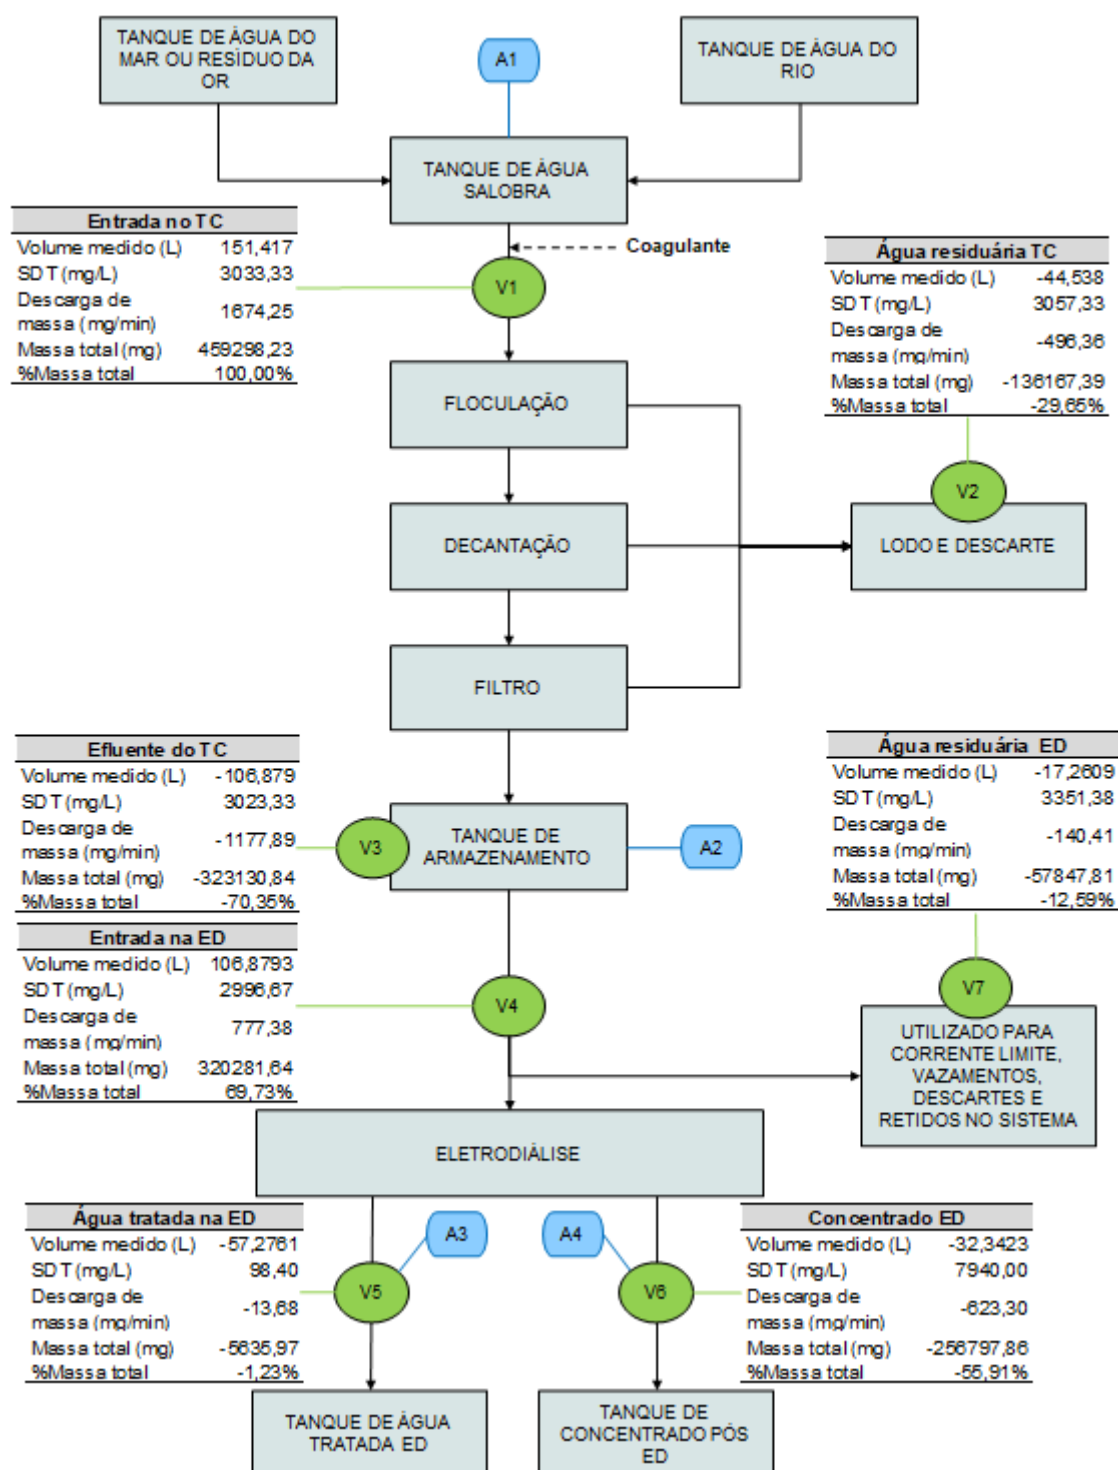 TANQUE DE ÁGUA DO
MAR OU RESÍDUO DA
OR
A1
TANQUE DE ÁGUA DO
RIO
TANQUE DE ÁGUA
SALOBRA
Coagulante
Entrada no TC
Volume medido (L) 151,417
SDT (mg/L) 3033,33
Descarga de
massa (mg/min) 1674,25
Massa total (mg) 459298,23
%Massa total 100,00%
V1
Água residuária TC
Volume medido (L) -44,538
SDT (mg/L) 3057,33
Descarga de
massa (mg/min) -496,36
Massa total (mg) -136167,39
%Massa total -29,65%
FLOCULAÇÃO
V2
DECANTAÇÃO
LODO E DESCARTE
FILTRO
Efluente do TC
Volume medido (L) -106,879
SDT (mg/L) 3023,33
Descarga de
massa (mg/min) -1177,89
Massa total (mg) -323130,84
%Massa total -70,35%
V3
TANQUE DE
ARMAZENAMENTO
A2
Água residuária ED
Volume medido (L) -17,2609
SDT (mg/L) 3351,38
Descarga de
massa (mg/min) -140,41
Massa total (mg) -57847,81
%Massa total -12,59%
Entrada na ED
Volume medido (L) 106,8793
SDT (mg/L) 2996,67
Descarga de
massa (mg/min) 777,38
Massa total (mg) 320281,64
%Massa total 69,73%
V4
V7
UTILIZADO PARA
CORRENTE LIMITE,
VAZAMENTOS,
DESCARTES E
RETIDOS NO SISTEMA
ELETRODIÁLISE
Água tratada na ED
Volume medido (L) -57,2761
SDT (mg/L) 98,40
Descarga de
massa (mg/min) -13,68
Massa total (mg) -5635,97
%Massa total -1,23%
A3
V5
A4
V6
Concentrado ED
Volume medido (L) -32,3423
SDT (mg/L) 7940,00
Descarga de
massa (mg/min) -623,30
Massa total (mg) -256797,86
%Massa total -55,91%
TANQUE DE ÁGUA
TRATADA ED
TANQUE DE
CONCENTRADO PÓS
ED